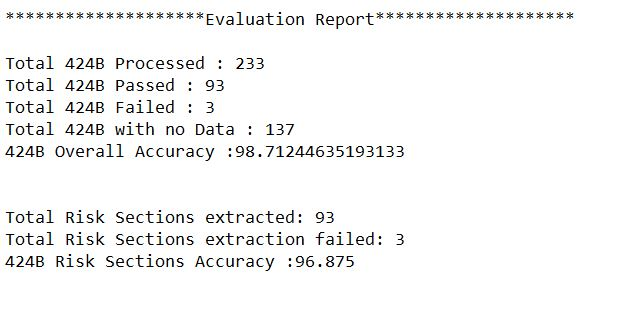 ********************Evaluation Report********************
Total 424B Processed : 233
Total 424B Passed : 93
Total 424B Failed : 3
Total 424B with no Data : 137
424B Overall Accuracy :98.71244635193133
Total Risk Sections extracted: 93
Total Risk Sections extraction failed: 3
424B Risk Sections Accuracy :96.875